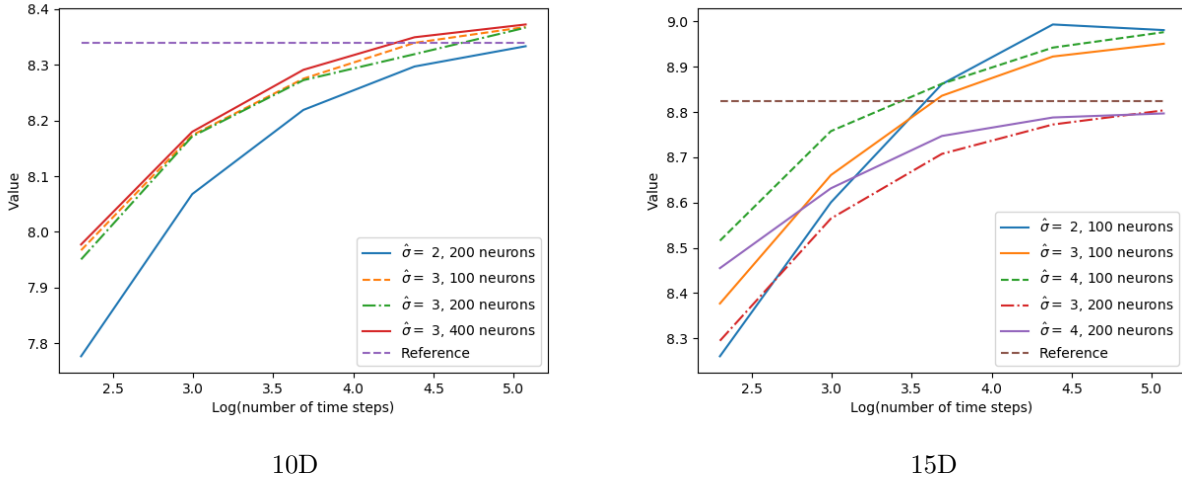 8.4
8.3
8.2
8.1
8.0
7.9
7.8
Value
2.5 3.0 3.5 4.0 4.5 5.0
Log(number of time steps)
σ̂ = 2, 200 neurons
σ̂ = 3, 100 neurons
σ̂ = 3, 200 neurons
σ̂ = 3, 400 neurons
Reference
10D
9.0
8.9
8.8
8.7
8.6
8.5
8.4
8.3
Value
2.5 3.0 3.5 4.0 4.5 5.0
Log(number of time steps)
σ̂ = 2, 100 neurons
σ̂ = 3, 100 neurons
σ̂ = 4, 100 neurons
σ̂ = 3, 200 neurons
σ̂ = 4, 200 neurons
Reference
15D